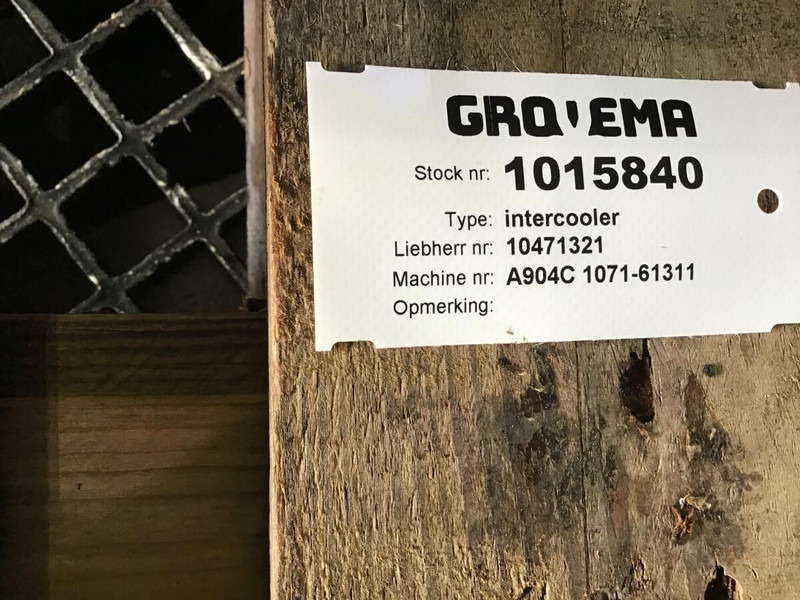 GRO'EMA
Stock nr: 1015840
Type: intercooler
Liebherr nr: 10471321
Machine nr: A904C 1071-61311
Opmerking: